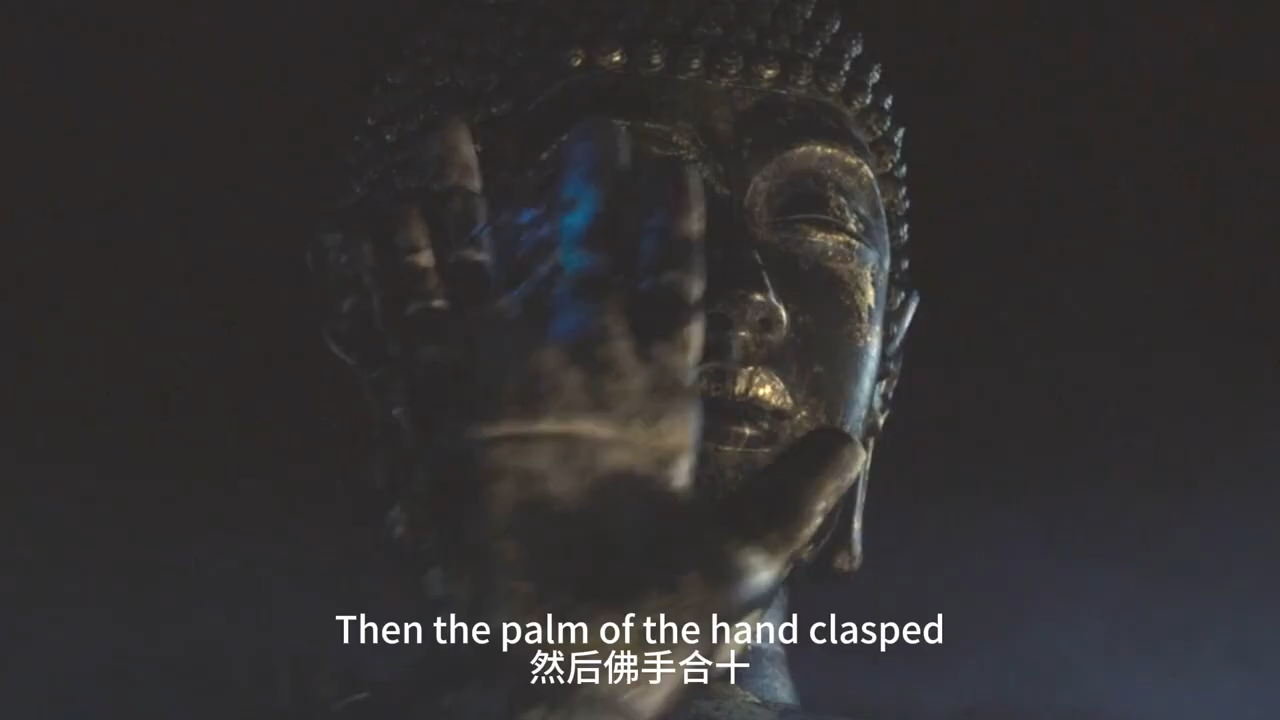 Then the palm of the hand clasped
然后佛手合十